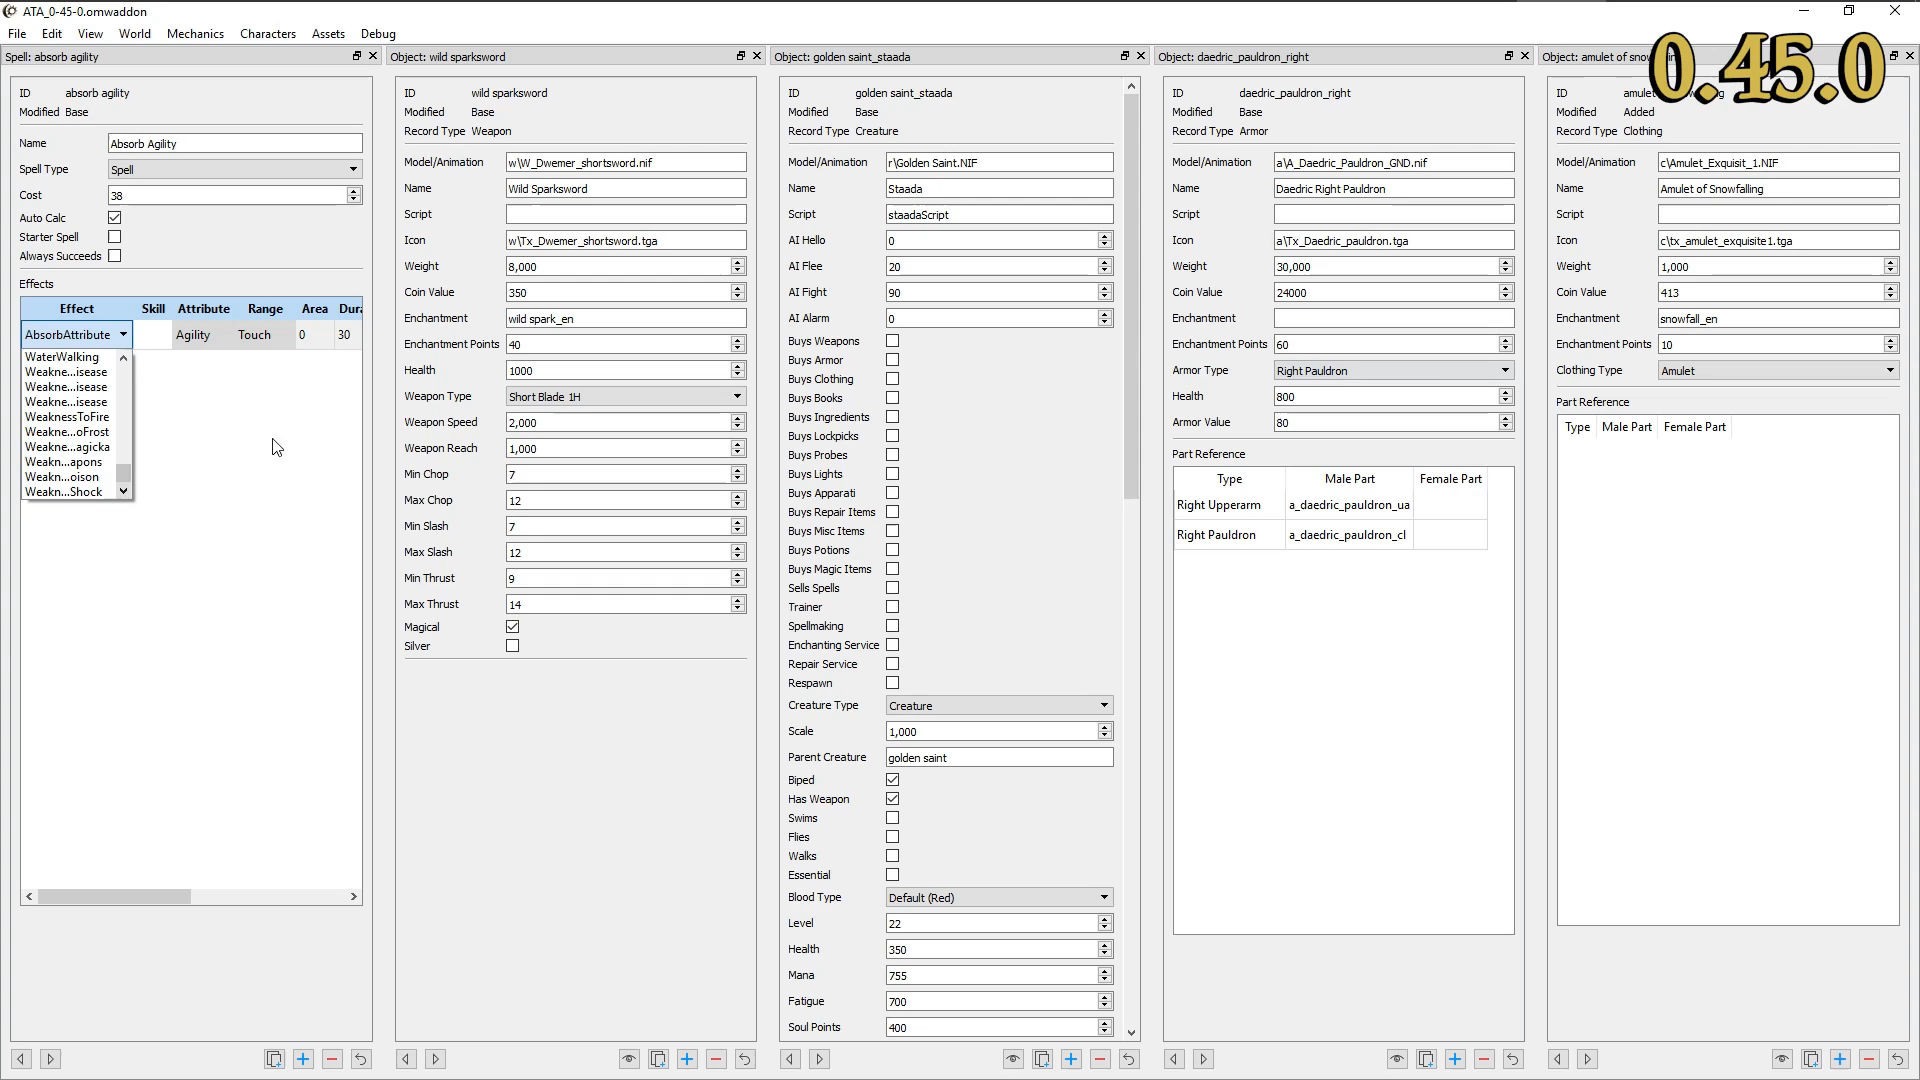 ATA_0-45-0.omwaddon
File Edit View World Mechanics Characters Assets Debug
0.45.0
Spell: absorb agility
ID absorb agility
Modified Base
Name Absorb Agility
Spell Type Spell
Cost 38
Auto Calc
Starter Spell
Always Succeeds
Effects
Effect Skill Attribute Range Area Dura
AbsorbAttribute Agility Touch 0 30
WaterWalking
Weakne...isease
Weakne...isease
Weakne...isease
WeaknessToFire
Weakne...oFrost
Weakne...agicka
Weakn...apons
Weakn...oison
Weakn...Shock
Object: wild sparksword
ID wild sparksword
Modified Base
Record Type Weapon
Model/Animation w\W_Dwemer_shortsword.nif
Name Wild Sparksword
Script
Icon w\Tx_Dwemer_shortsword.tga
Weight 8,000
Coin Value 350
Enchantment wild spark_en
Enchantment Points 40
Health 1000
Weapon Type Short Blade 1H
Weapon Speed 2,000
Weapon Reach 1,000
Min Chop 7
Max Chop 12
Min Slash 7
Max Slash 12
Min Thrust 9
Max Thrust 14
Magical
Silver
Object: golden saint_staada
ID golden saint_staada
Modified Base
Record Type Creature
Model/Animation r\Golden Saint.NIF
Name Staada
Script staadaScript
AI Hello 0
AI Flee 20
AI Fight 90
AI Alarm 0
Buys Weapons
Buys Armor
Buys Clothing
Buys Books
Buys Ingredients
Buys Lockpicks
Buys Probes
Buys Lights
Buys Apparati
Buys Repair Items
Buys Misc Items
Buys Potions
Buys Magic Items
Sells Spells
Trainer
Spellmaking
Enchanting Service
Repair Service
Respawn
Creature Type Creature
Scale 1,000
Parent Creature golden saint
Biped
Has Weapon
Swims
Flies
Walks
Essential
Blood Type Default (Red)
Level 22
Health 350
Mana 755
Fatigue 700
Soul Points 400
Object: daedric_pauldron_right
ID daedric_pauldron_right
Modified Base
Record Type Armor
Model/Animation a\A_Daedric_Pauldron_GND.nif
Name Daedric Right Pauldron
Script
Icon a\Tx_Daedric_pauldron.tga
Weight 30,000
Coin Value 24000
Enchantment
Enchantment Points 60
Armor Type Right Pauldron
Health 800
Armor Value 80
Part Reference
Type Male Part Female Part
Right Upperarm a_daedric_pauldron_ua
Right Pauldron a_daedric_pauldron_cl
Object: amulet of snow
ID amulet
Modified Added
Record Type Clothing
Model/Animation c\Amulet_Exquisit_1.NIF
Name Amulet of Snowfalling
Script
Icon c\tx_amulet_exquisite1.tga
Weight 1,000
Coin Value 413
Enchantment snowfall_en
Enchantment Points 10
Clothing Type Amulet
Part Reference
Type Male Part Female Part